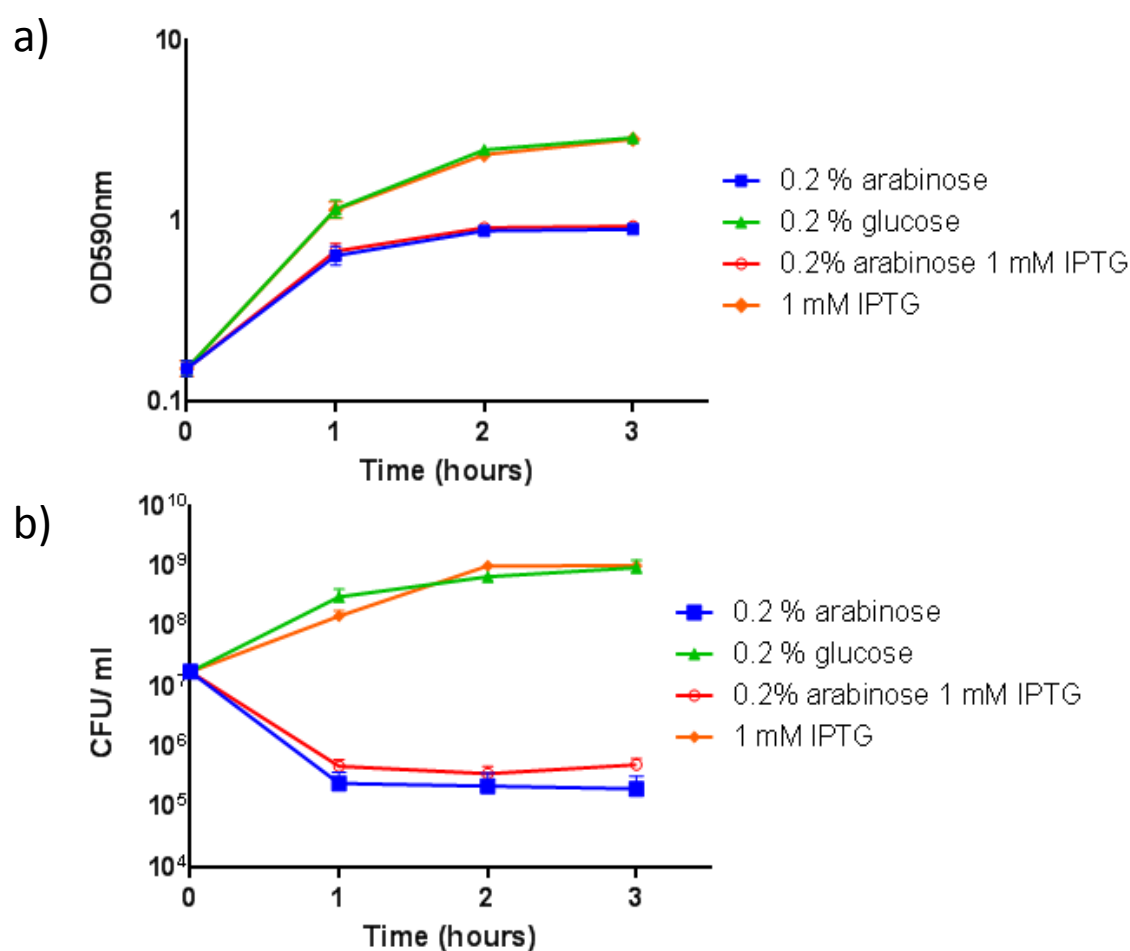 a)
10
1
0.1
OD590nm
0 1 2 3
Time (hours)
0.2 % arabinose
0.2 % glucose
0.2% arabinose 1 mM IPTG
1 mM IPTG
b)
10^10
10^9
10^8
10^7
10^6
10^5
10^4
CFU/ ml
0 1 2 3
Time (hours)
0.2 % arabinose
0.2 % glucose
0.2% arabinose 1 mM IPTG
1 mM IPTG